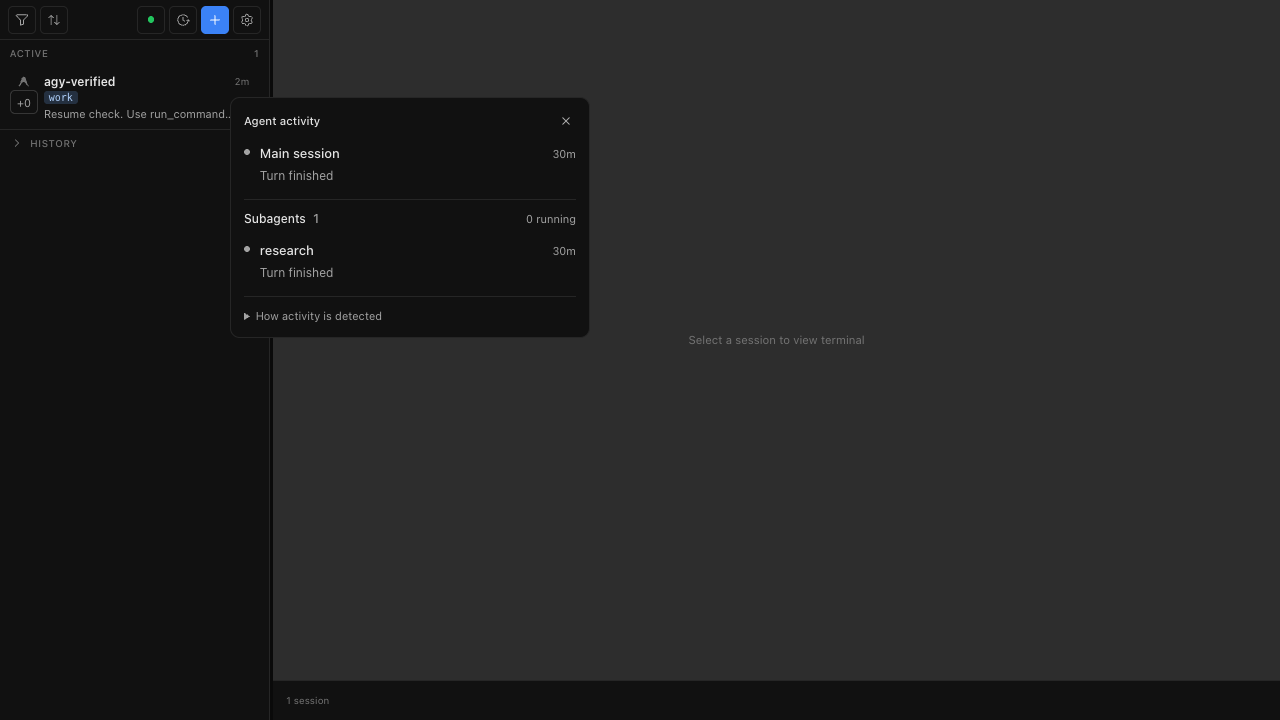 ACTIVE 1
agy-verified 2m
work
+0
Resume check. Use run_command..
HISTORY
Agent activity
Main session 30m
Turn finished
Subagents 1 0 running
research 30m
Turn finished
How activity is detected
Select a session to view terminal
1 session